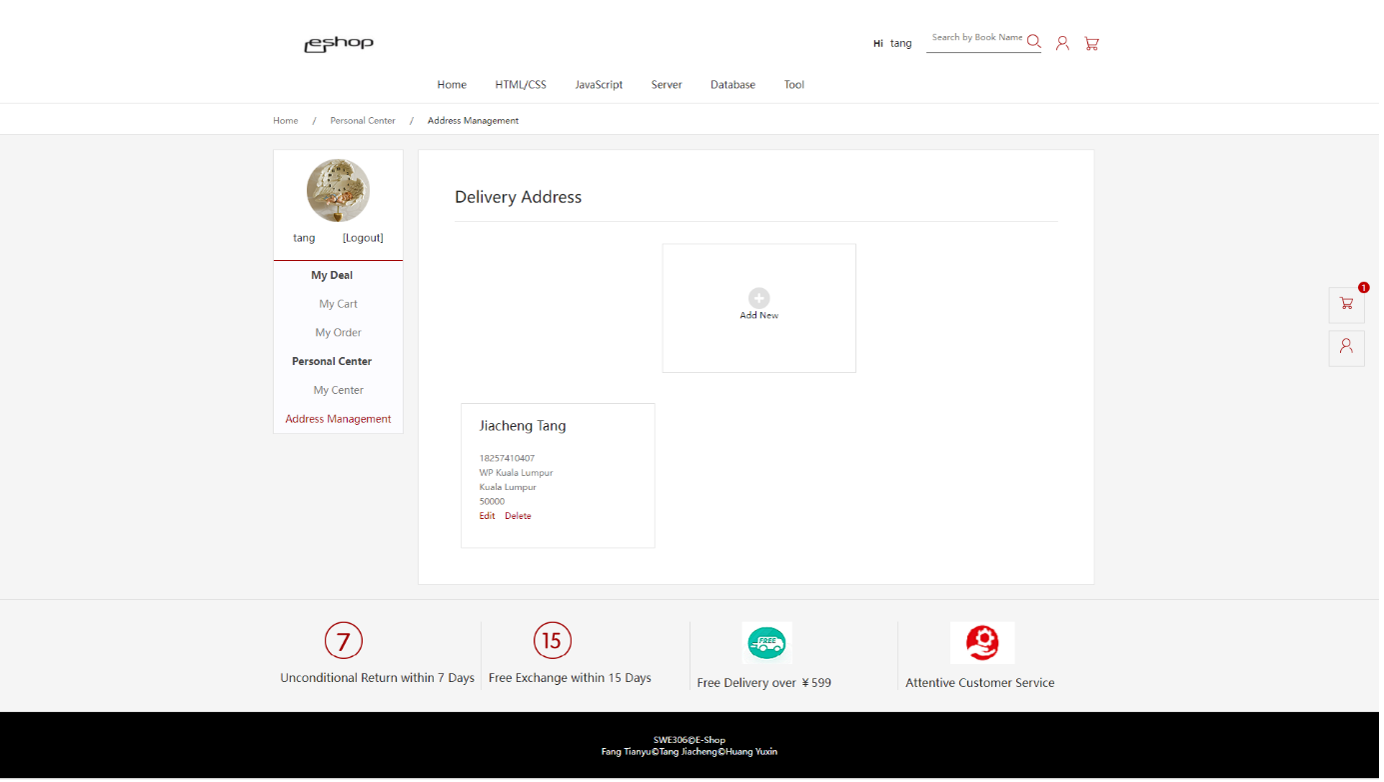 eshop
Hi tang Search by Book Name
Home HTML/CSS JavaScript Server Database Tool
Home / Personal Center / Address Management
tang [Logout]
My Deal
My Cart
My Order
Personal Center
My Center
Address Management
Delivery Address
Add New
Jiacheng Tang
18257410407
WP Kuala Lumpur
Kuala Lumpur
50000
Edit Delete
1
7
Unconditional Return within 7 Days
15
Free Exchange within 15 Days
FREE
Free Delivery over ¥599
Attentive Customer Service
SWE306©E-Shop
Fang Tianyu©Tang Jiacheng©Huang Yuxin